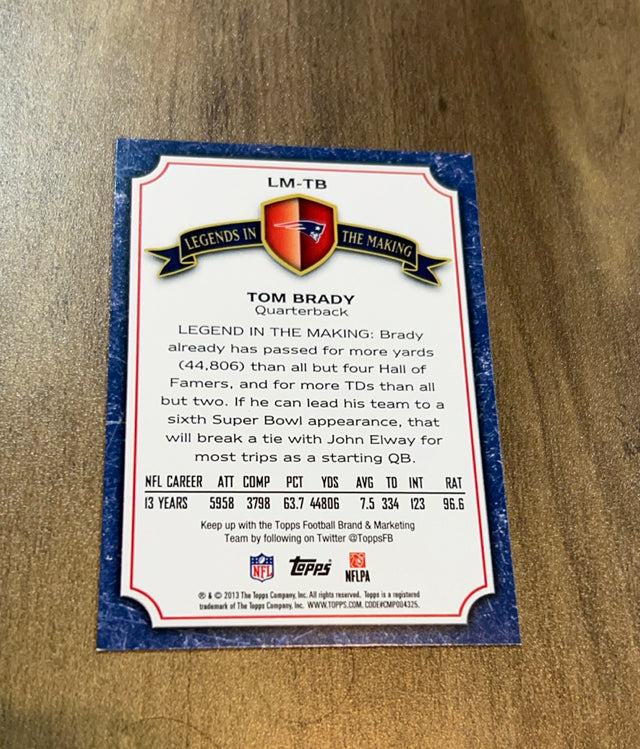 LM-TB
LEGENDS IN THE MAKING
TOM BRADY
Quarterback
LEGEND IN THE MAKING: Brady
already has passed for more yards
(44,806) than all but four Hall of
Famers, and for more TDs than all
but two. If he can lead his team to a
sixth Super Bowl appearance, that
will break a tie with John Elway for
most trips as a starting QB.
NFL CAREER ATT COMP PCT YDS AVG TD INT RAT
13 YEARS 5958 3798 63.7 44806 7.5 334 123 96.6
Keep up with the Topps Football Brand & Marketing
Team by following on Twitter @ToppsFB
NFL Topps NFLPA
® & © 2013 The Topps Company, Inc. All rights reserved. Topps is a registered
trademark of The Topps Company, Inc. WWW.TOPPS.COM. CODE#CMP004325.